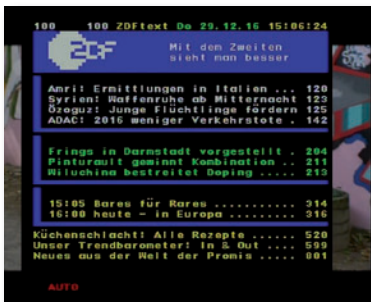 100 100 ZDFtext Do 29.12.16 15:06:24
ZDF
Mit dem Zweiten
sieht man besser
Amri: Ermittlungen in Italien ... 120
Syrien: Waffenruhe ab Mitternacht 123
Özoguz: Junge Flüchtlinge fördern 125
ADAC: 2016 weniger Verkehrstote . 142
Frings in Darmstadt vorgestellt . 204
Pinturault gewinnt Kombination .. 211
Wiluchina bestreitet Doping ..... 213
15:05 Bares für Rares .......... 314
16:00 heute - in Europa ........ 316
Küchenschlacht: Alle Rezepte .... 520
Unser Trendbarometer: In & Out .... 599
Neues aus der Welt der Promis ..... 801
AUTO